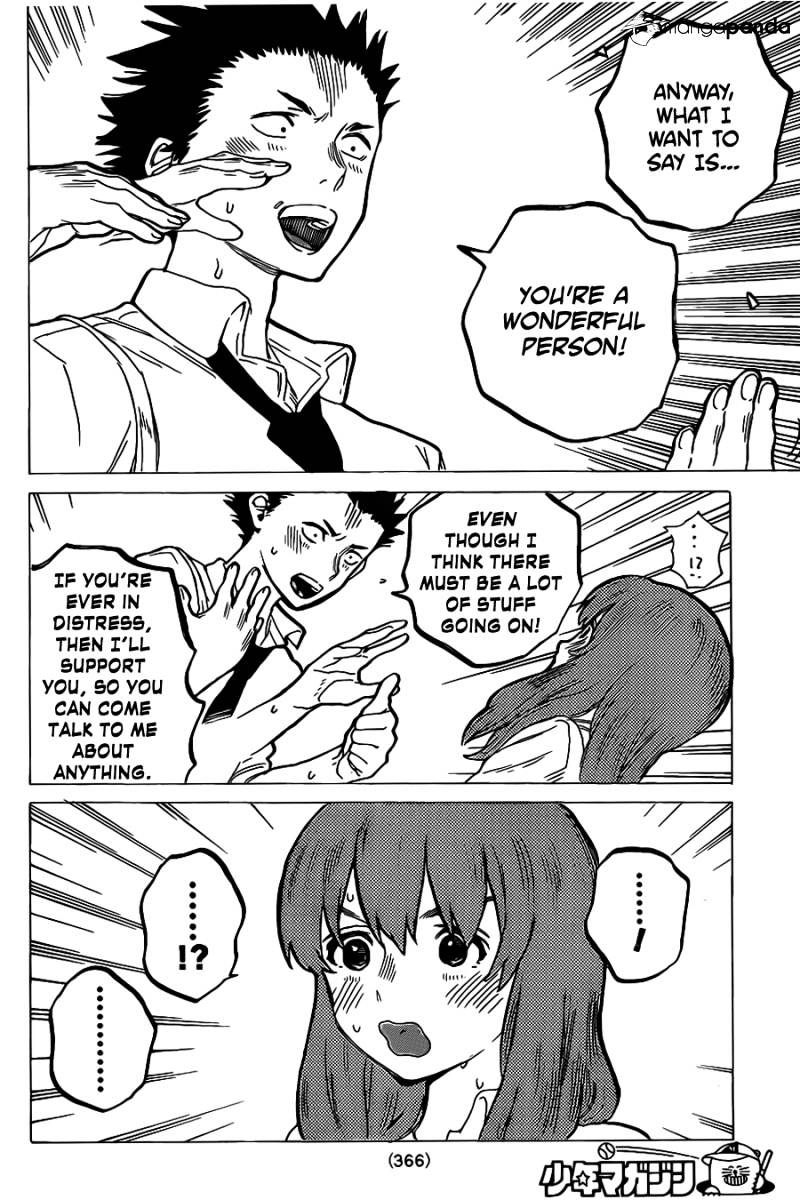 mangapanda
ANYWAY,
WHAT I
WANT TO
SAY IS...
YOU'RE A
WONDERFUL
PERSON!
......
!?
EVEN
THOUGH I
THINK THERE
MUST BE A LOT
OF STUFF
GOING ON!
IF YOU'RE
EVER IN
DISTRESS,
THEN I'LL
SUPPORT
YOU, SO YOU
CAN COME
TALK TO ME
ABOUT
ANYTHING.
......!
......
!?
.........
(366)
少年マガジン